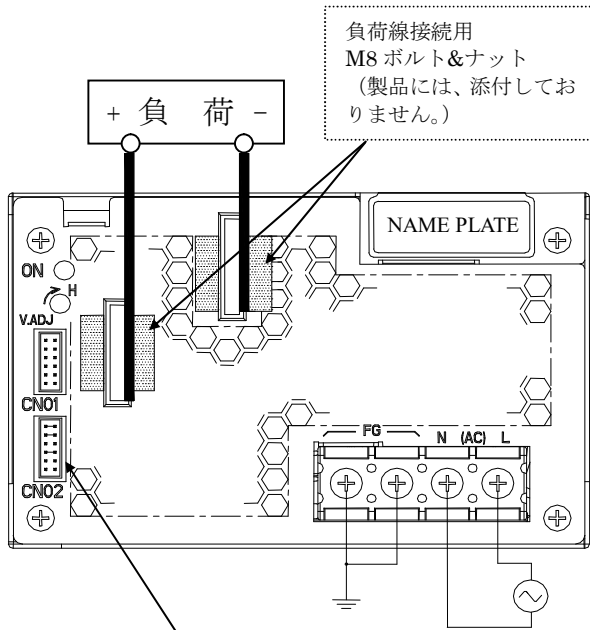 負荷線接続用
M8 ボルト&ナット
（製品には、添付してお
りません。）
+ 負 荷 −
NAME PLATE
ON
H
V.ADJ
CN01
CN02
FG N (AC) L